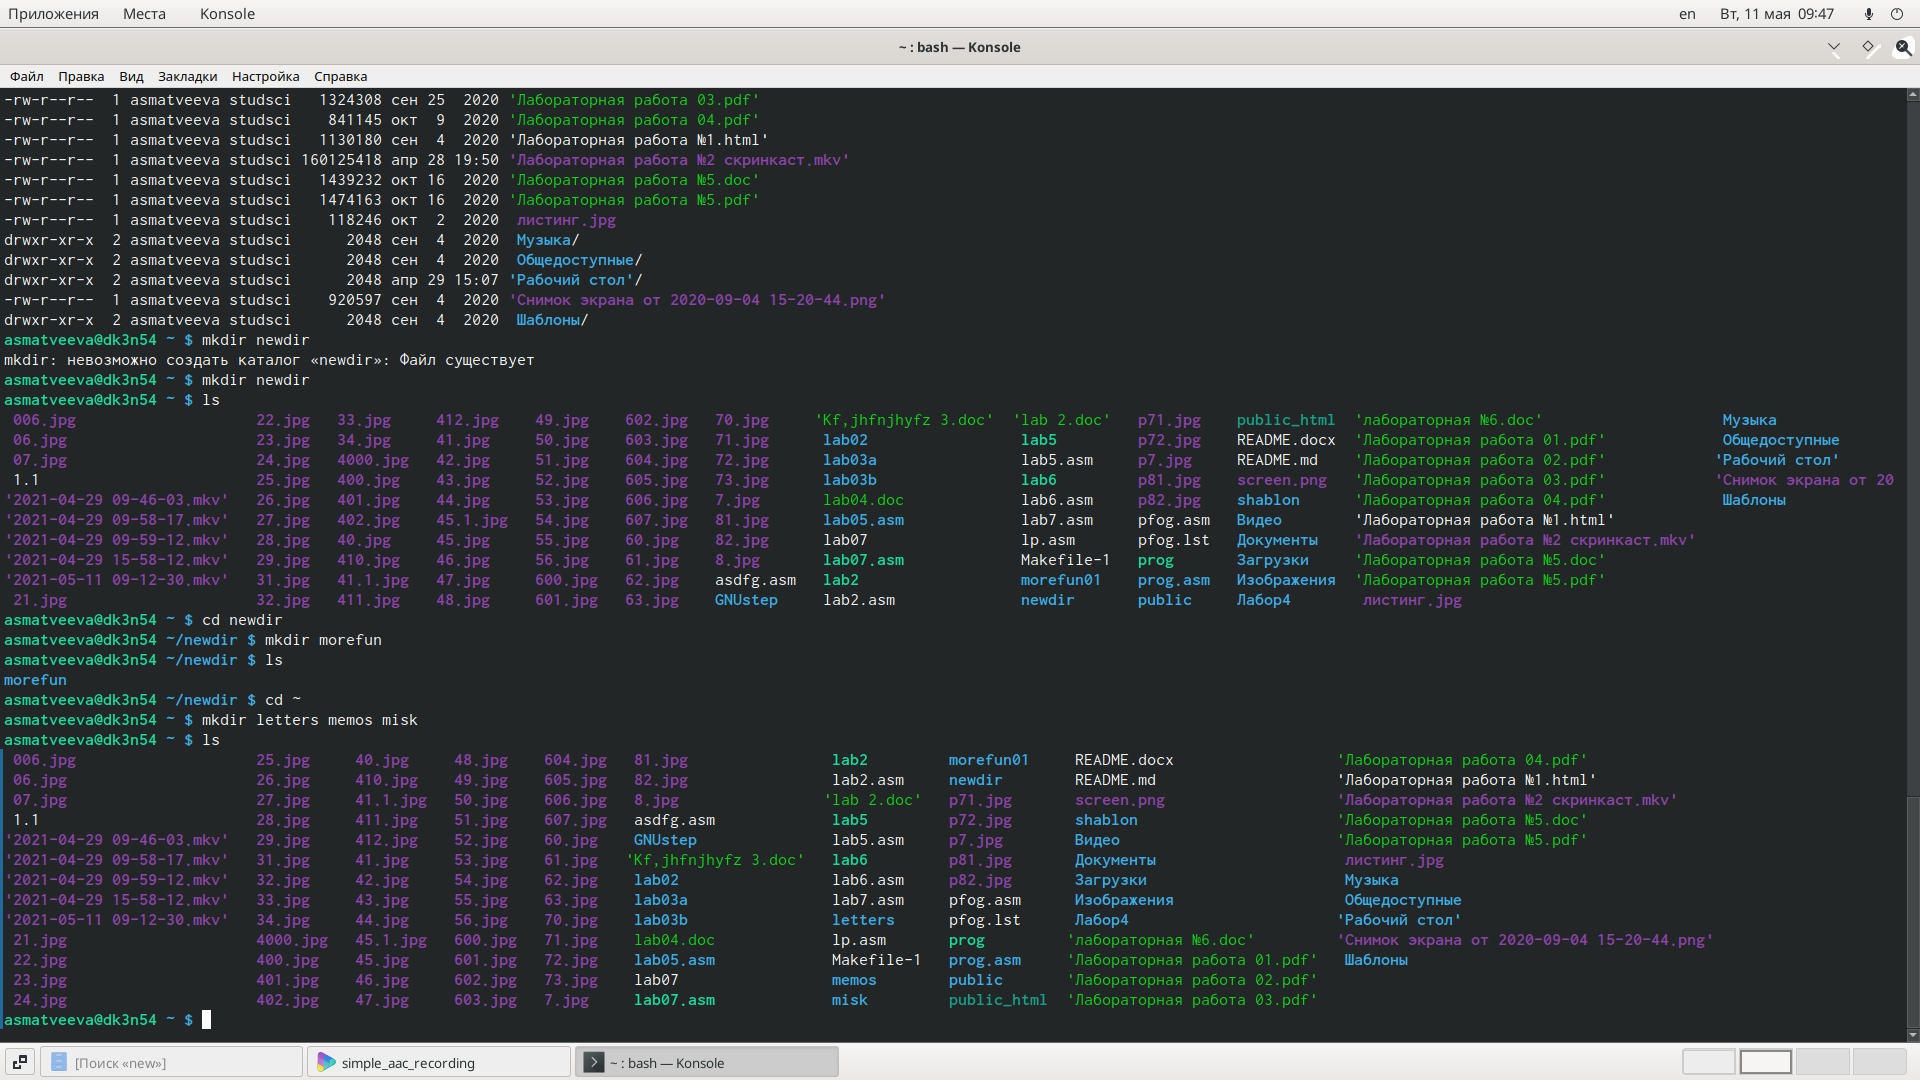 Приложения Места Konsole en Вт, 11 мая 09:47
~ : bash — Konsole
Файл Правка Вид Закладки Настройка Справка
-rw-r--r-- 1 asmatveeva studsci 1324308 сен 25 2020 'Лабораторная работа 03.pdf'
-rw-r--r-- 1 asmatveeva studsci 841145 окт 9 2020 'Лабораторная работа 04.pdf'
-rw-r--r-- 1 asmatveeva studsci 1130180 сен 4 2020 'Лабораторная работа №1.html'
-rw-r--r-- 1 asmatveeva studsci 160125418 апр 28 19:50 'Лабораторная работа №2 скринкаст.mkv'
-rw-r--r-- 1 asmatveeva studsci 1439232 окт 16 2020 'Лабораторная работа №5.doc'
-rw-r--r-- 1 asmatveeva studsci 1474163 окт 16 2020 'Лабораторная работа №5.pdf'
-rw-r--r-- 1 asmatveeva studsci 118246 окт 2 2020 листинг.jpg
drwxr-xr-x 2 asmatveeva studsci 2048 сен 4 2020 Музыка/
drwxr-xr-x 2 asmatveeva studsci 2048 сен 4 2020 Общедоступные/
drwxr-xr-x 2 asmatveeva studsci 2048 апр 29 15:07 'Рабочий стол'/
-rw-r--r-- 1 asmatveeva studsci 920597 сен 4 2020 'Снимок экрана от 2020-09-04 15-20-44.png'
drwxr-xr-x 2 asmatveeva studsci 2048 сен 4 2020 Шаблоны/
asmatveeva@dk3n54 ~ $ mkdir newdir
mkdir: невозможно создать каталог «newdir»: Файл существует
asmatveeva@dk3n54 ~ $ mkdir newdir
asmatveeva@dk3n54 ~ $ ls
006.jpg 22.jpg 33.jpg 412.jpg 49.jpg 602.jpg 70.jpg 'Kf,jhfnjhyfz 3.doc' 'lab 2.doc' p71.jpg public_html 'лабораторная №6.doc' Музыка
06.jpg 23.jpg 34.jpg 41.jpg 50.jpg 603.jpg 71.jpg lab02 lab5 p72.jpg README.docx 'Лабораторная работа 01.pdf' Общедоступные
07.jpg 24.jpg 4000.jpg 42.jpg 51.jpg 604.jpg 72.jpg lab03a lab5.asm p7.jpg README.md 'Лабораторная работа 02.pdf' 'Рабочий стол'
1.1 25.jpg 400.jpg 43.jpg 52.jpg 605.jpg 73.jpg lab03b lab6 p81.jpg screen.png 'Лабораторная работа 03.pdf' 'Снимок экрана от 20
'2021-04-29 09-46-03.mkv' 26.jpg 401.jpg 44.jpg 53.jpg 606.jpg 7.jpg lab04.doc lab6.asm p82.jpg shablon 'Лабораторная работа 04.pdf' Шаблоны
'2021-04-29 09-58-17.mkv' 27.jpg 402.jpg 45.1.jpg 54.jpg 607.jpg 81.jpg lab05.asm lab7.asm pfog.asm Видео 'Лабораторная работа №1.html'
'2021-04-29 09-59-12.mkv' 28.jpg 40.jpg 45.jpg 55.jpg 60.jpg 82.jpg lab07 lp.asm pfog.lst Документы 'Лабораторная работа №2 скринкаст.mkv'
'2021-04-29 15-58-12.mkv' 29.jpg 410.jpg 46.jpg 56.jpg 61.jpg 8.jpg lab07.asm Makefile-1 prog Загрузки 'Лабораторная работа №5.doc'
'2021-05-11 09-12-30.mkv' 31.jpg 41.1.jpg 47.jpg 600.jpg 62.jpg asdfg.asm lab2 morefun01 prog.asm Изображения 'Лабораторная работа №5.pdf'
21.jpg 32.jpg 411.jpg 48.jpg 601.jpg 63.jpg GNUstep lab2.asm newdir public Лабор4 листинг.jpg
asmatveeva@dk3n54 ~ $ cd newdir
asmatveeva@dk3n54 ~/newdir $ mkdir morefun
asmatveeva@dk3n54 ~/newdir $ ls
morefun
asmatveeva@dk3n54 ~/newdir $ cd ~
asmatveeva@dk3n54 ~ $ mkdir letters memos misk
asmatveeva@dk3n54 ~ $ ls
006.jpg 25.jpg 40.jpg 48.jpg 604.jpg 81.jpg lab2 morefun01 README.docx 'Лабораторная работа 04.pdf'
06.jpg 26.jpg 410.jpg 49.jpg 605.jpg 82.jpg lab2.asm newdir README.md 'Лабораторная работа №1.html'
07.jpg 27.jpg 41.1.jpg 50.jpg 606.jpg 8.jpg 'lab 2.doc' p71.jpg screen.png 'Лабораторная работа №2 скринкаст.mkv'
1.1 28.jpg 411.jpg 51.jpg 607.jpg asdfg.asm lab5 p72.jpg shablon 'Лабораторная работа №5.doc'
'2021-04-29 09-46-03.mkv' 29.jpg 412.jpg 52.jpg 60.jpg GNUstep lab5.asm p7.jpg Видео 'Лабораторная работа №5.pdf'
'2021-04-29 09-58-17.mkv' 31.jpg 41.jpg 53.jpg 61.jpg 'Kf,jhfnjhyfz 3.doc' lab6 p81.jpg Документы листинг.jpg
'2021-04-29 09-59-12.mkv' 32.jpg 42.jpg 54.jpg 62.jpg lab02 lab6.asm p82.jpg Загрузки Музыка
'2021-04-29 15-58-12.mkv' 33.jpg 43.jpg 55.jpg 63.jpg lab03a lab7.asm pfog.asm Изображения Общедоступные
'2021-05-11 09-12-30.mkv' 34.jpg 44.jpg 56.jpg 70.jpg lab03b letters pfog.lst Лабор4 'Рабочий стол'
21.jpg 4000.jpg 45.1.jpg 600.jpg 71.jpg lab04.doc lp.asm prog 'лабораторная №6.doc' 'Снимок экрана от 2020-09-04 15-20-44.png'
22.jpg 400.jpg 45.jpg 601.jpg 72.jpg lab05.asm Makefile-1 prog.asm 'Лабораторная работа 01.pdf' Шаблоны
23.jpg 401.jpg 46.jpg 602.jpg 73.jpg lab07 memos public 'Лабораторная работа 02.pdf'
24.jpg 402.jpg 47.jpg 603.jpg 7.jpg lab07.asm misk public_html 'Лабораторная работа 03.pdf'
asmatveeva@dk3n54 ~ $
[Поиск «new»] simple_aac_recording ~ : bash — Konsole